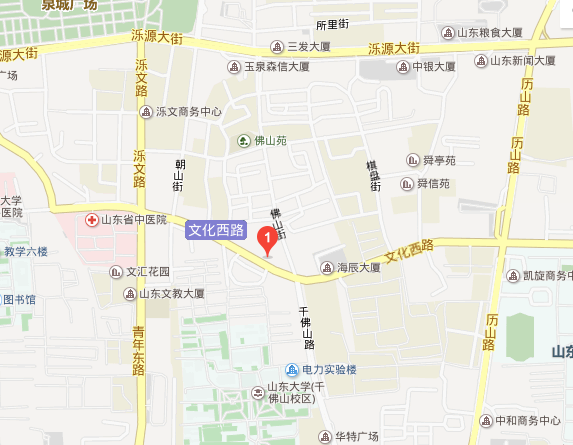 泉城广场
所里街
泺源大街
三发大厦
泺源大街
山东粮食大厦
泺源大街
玉泉森信大厦
中银大厦
山东新闻大厦
广场
泺文路
历山路
泺文商务中心
佛山苑
历山路
泺文路
朝山街
棋盘街
舜亭苑
舜信苑
大学
医院
山东省中医院
文化西路
佛山街
1
文化西路
教学六楼
文汇花园
海辰大厦
凯旋商务中
图书馆
山东文教大厦
千佛山路
历山路
青年东路
山东
电力实验楼
山东大学(千
佛山校区)
中和商务中心
华特广场